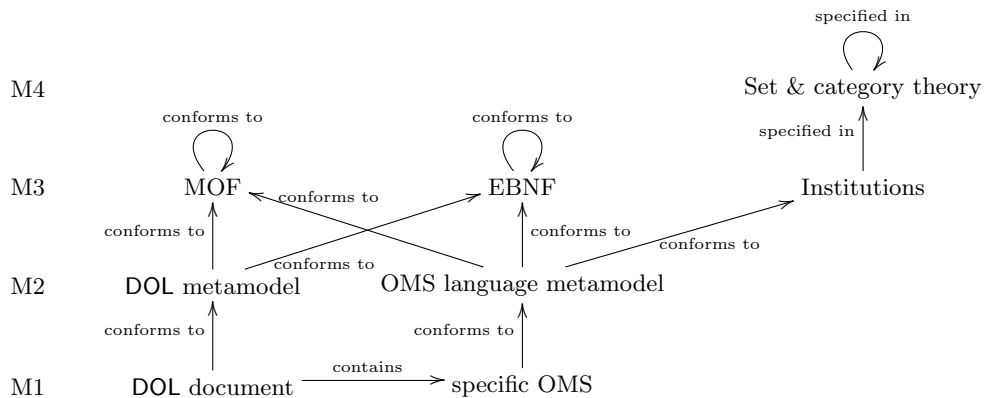 specified in
M4
Set & category theory
conforms to
conforms to
specified in
M3
MOF
EBNF
Institutions
conforms to
conforms to
conforms to
conforms to
conforms to
M2
DOL metamodel
OMS language metamodel
conforms to
conforms to
contains
M1
DOL document
specific OMS